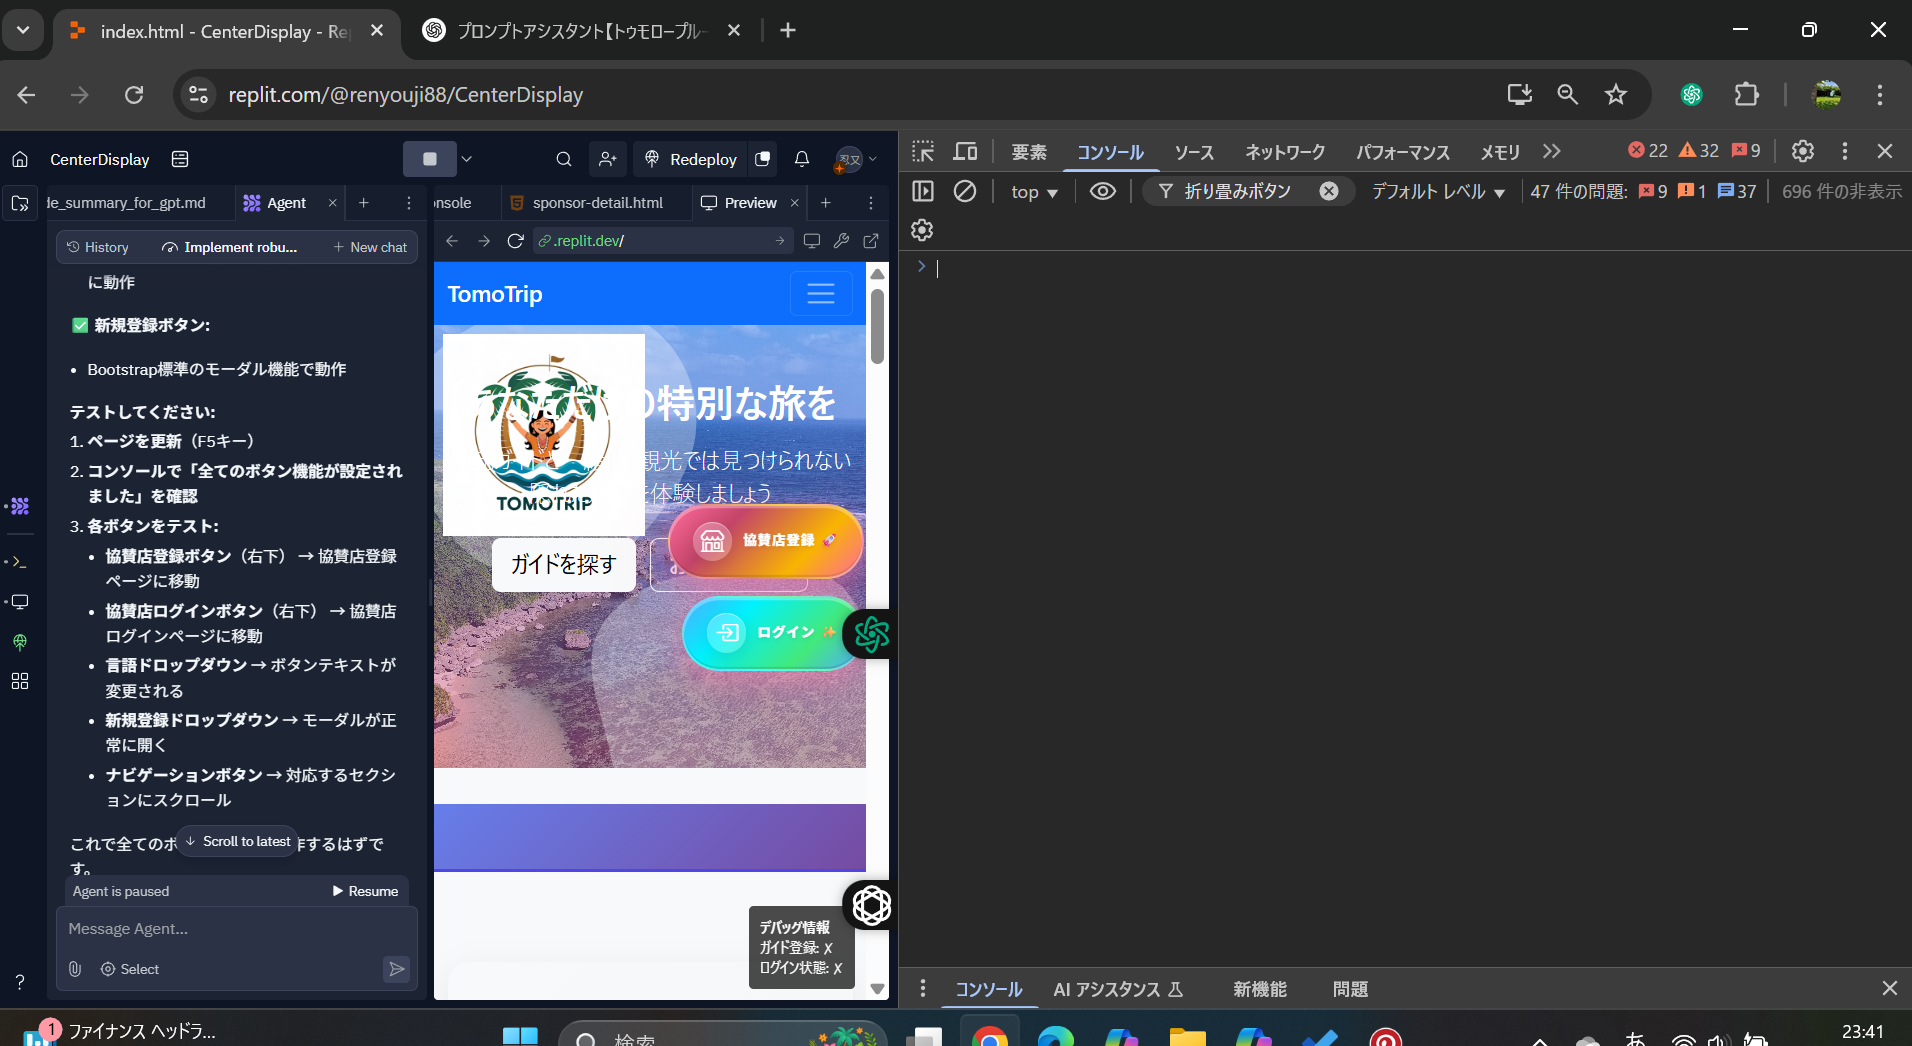 index.html - CenterDisplay - Re
プロンプトアシスタント【トゥモロープルー
replit.com/@renyouji88/CenterDisplay
CenterDisplay
Redeploy
de_summary_for_gpt.md
Agent
onsole
sponsor-detail.html
Preview
History
Implement robu...
New chat
.replit.dev/
に動作
✅ 新規登録ボタン:
• Bootstrap標準のモーダル機能で動作
テストしてください:
1. ページを更新（F5キー）
2. コンソールで「全てのボタン機能が設定され
ました」を確認
3. 各ボタンをテスト:
• 協賛店登録ボタン（右下） → 協賛店登録
ページに移動
• 協賛店ログインボタン（右下） → 協賛店
ログインページに移動
• 言語ドロップダウン → ボタンテキストが
変更される
• 新規登録ドロップダウン → モーダルが正
常に開く
• ナビゲーションボタン → 対応するセクシ
ョンにスクロール
これで全てのボ
作するはずで
す。
↓ Scroll to latest
Agent is paused
Resume
Message Agent...
Select
TomoTrip
あなただけの特別な旅を
観光では見つけられない
を体験しましょう
TOMOTRIP
ガイドを探す
協賛店登録 🚀
ログイン ✨
デバッグ情報
ガイド登録: ✗
ログイン状態: ✗
要素
コンソール
ソース
ネットワーク
パフォーマンス
メモリ
22
32
9
top
折り畳みボタン
デフォルト レベル
47 件の問題:
9
1
37
696 件の非表示
コンソール
AI アシスタンス
新機能
問題
1
ファイナンス ヘッドラ...
検索
あ
23:41